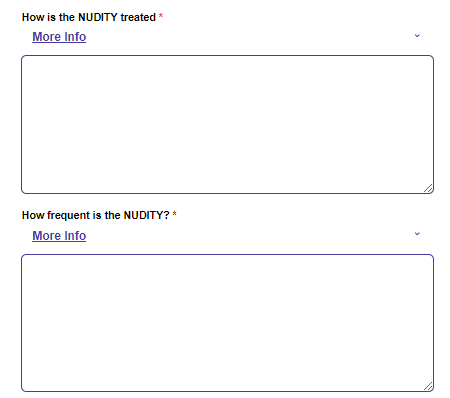 How is the NUDITY treated *
More Info
How frequent is the NUDITY? *
More Info